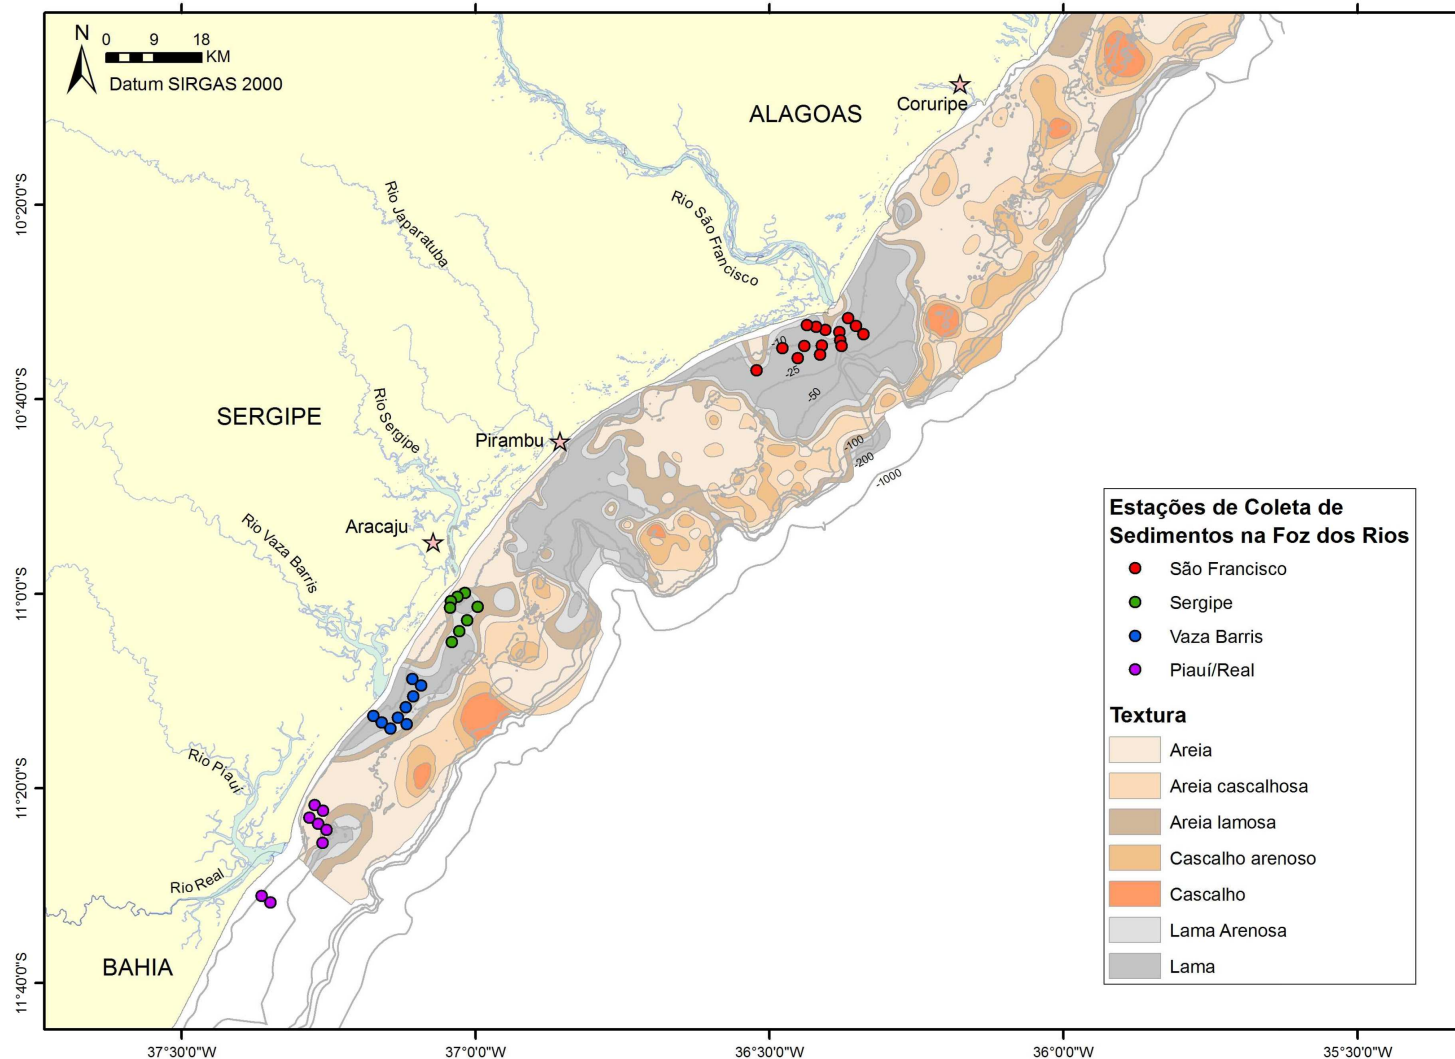 N
0 9 18
KM
Datum SIRGAS 2000
ALAGOAS
Coruripe
Rio São Francisco
Rio Japaratuba
SERGIPE
Rio Sergipe
Pirambu
Aracaju
Rio Vaza Barris
Rio Piauí
Rio Real
BAHIA
-10
-25
-50
-100
-200
-1000
Estações de Coleta de
Sedimentos na Foz dos Rios
São Francisco
Sergipe
Vaza Barris
Piauí/Real
Textura
Areia
Areia cascalhosa
Areia lamosa
Cascalho arenoso
Cascalho
Lama Arenosa
Lama
10°20'0"S
10°40'0"S
11°0'0"S
11°20'0"S
11°40'0"S
37°30'0"W
37°0'0"W
36°30'0"W
36°0'0"W
35°30'0"W